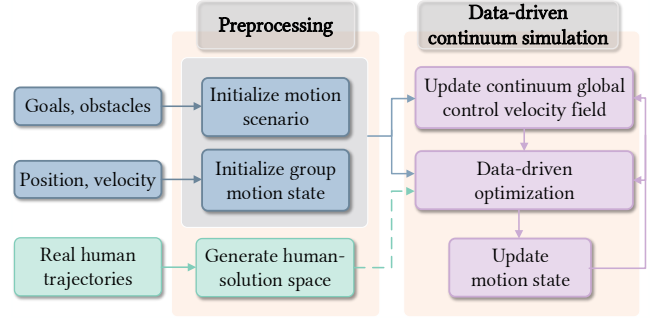 Preprocessing
Data-driven
continuum simulation
Goals, obstacles
Initialize motion
scenario
Update continuum global
control velocity field
Position, velocity
Initialize group
motion state
Data-driven
optimization
Real human
trajectories
Generate human-
solution space
Update
motion state